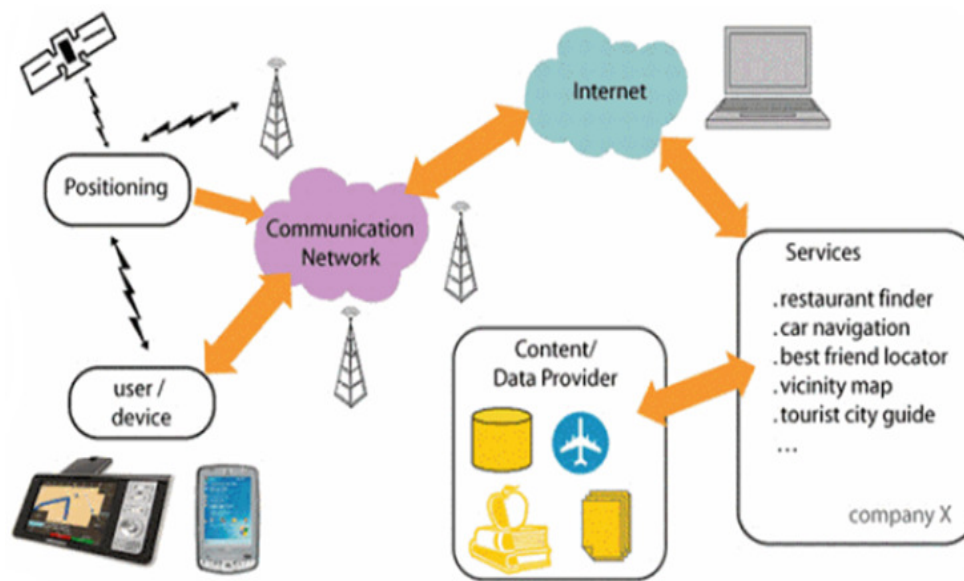 Internet
Positioning
Communication
Network
Services
.restaurant finder
.car navigation
.best friend locator
.vicinity map
.tourist city guide
...
company X
Content/
Data Provider
user /
device